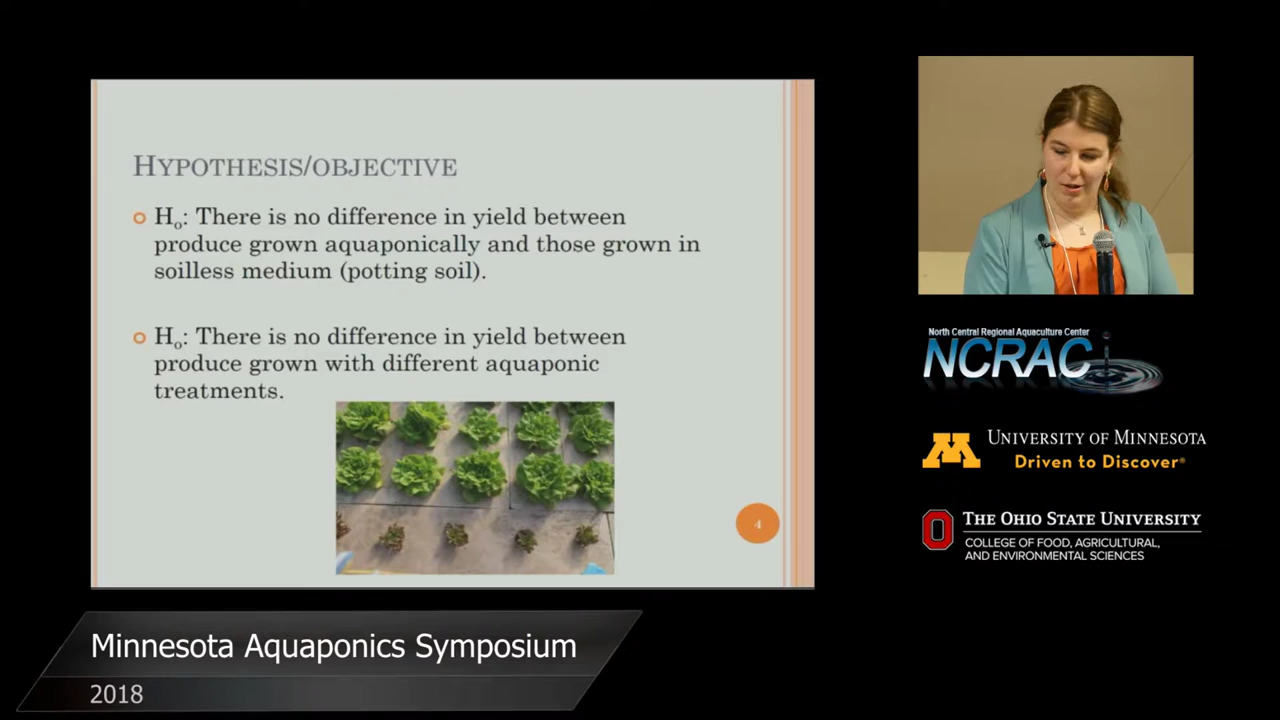 HYPOTHESIS/OBJECTIVE
Ho: There is no difference in yield between
produce grown aquaponically and those grown in
soilless medium (potting soil).
Ho: There is no difference in yield between
produce grown with different aquaponic
treatments.
4
North Central Regional Aquaculture Center
NCRAC
UNIVERSITY OF MINNESOTA
Driven to Discover®
THE OHIO STATE UNIVERSITY
COLLEGE OF FOOD, AGRICULTURAL,
AND ENVIRONMENTAL SCIENCES
Minnesota Aquaponics Symposium
2018